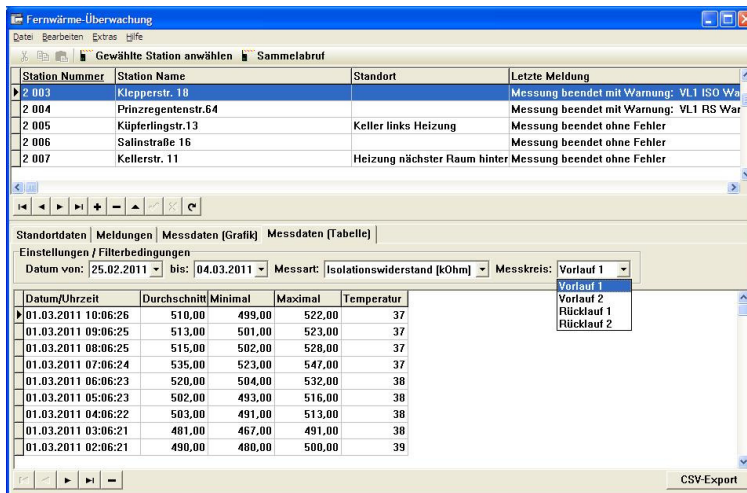 Fernwärme-Überwachung
Datei Bearbeiten Extras Hilfe
Gewählte Station anwählen Sammelabruf
Station Nummer Station Name Standort Letzte Meldung
2 003 Klepperstr. 18 Messung beendet mit Warnung: VL1 ISO Wa
2 004 Prinzregentenstr.64 Messung beendet mit Warnung: VL1 RS War
2 005 Küpferlingstr.13 Keller links Heizung Messung beendet ohne Fehler
2 006 Salinstraße 16 Messung beendet ohne Fehler
2 007 Kellerstr. 11 Heizung nächster Raum hinter Messung beendet ohne Fehler
Standortdaten Meldungen Messdaten (Grafik) Messdaten (Tabelle)
Einstellungen / Filterbedingungen
Datum von: 25.02.2011 bis: 04.03.2011 Messart: Isolationswiderstand [kOhm] Messkreis: Vorlauf 1
Vorlauf 1
Vorlauf 2
Rücklauf 1
Rücklauf 2
Datum/Uhrzeit Durchschnitt Minimal Maximal Temperatur
01.03.2011 10:06:26 510,00 499,00 522,00 37
01.03.2011 09:06:25 513,00 501,00 523,00 37
01.03.2011 08:06:25 515,00 502,00 528,00 37
01.03.2011 07:06:24 535,00 523,00 547,00 37
01.03.2011 06:06:23 520,00 504,00 532,00 38
01.03.2011 05:06:23 502,00 493,00 516,00 38
01.03.2011 04:06:22 503,00 491,00 513,00 38
01.03.2011 03:06:21 481,00 467,00 491,00 38
01.03.2011 02:06:21 490,00 480,00 500,00 39
CSV-Export